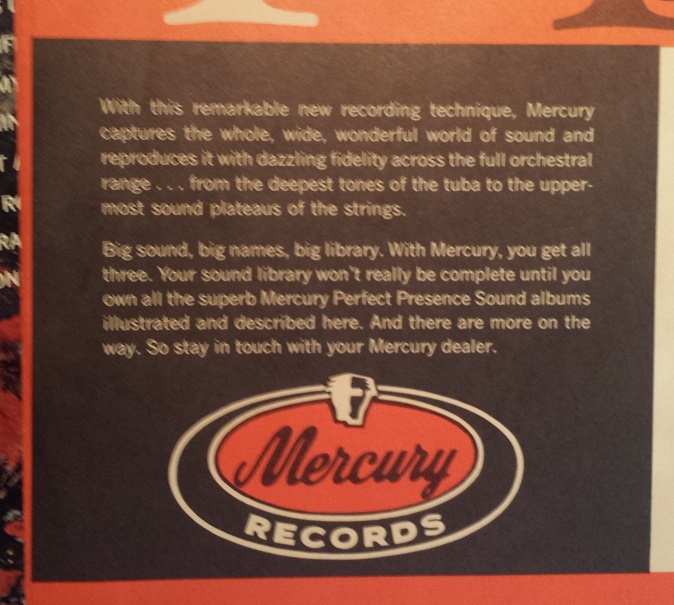 With this remarkable new recording technique, Mercury
captures the whole, wide, wonderful world of sound and
reproduces it with dazzling fidelity across the full orchestral
range . . . from the deepest tones of the tuba to the upper-
most sound plateaus of the strings.
Big sound, big names, big library. With Mercury, you get all
three. Your sound library won't really be complete until you
own all the superb Mercury Perfect Presence Sound albums
illustrated and described here. And there are more on the
way. So stay in touch with your Mercury dealer.
Mercury
RECORDS